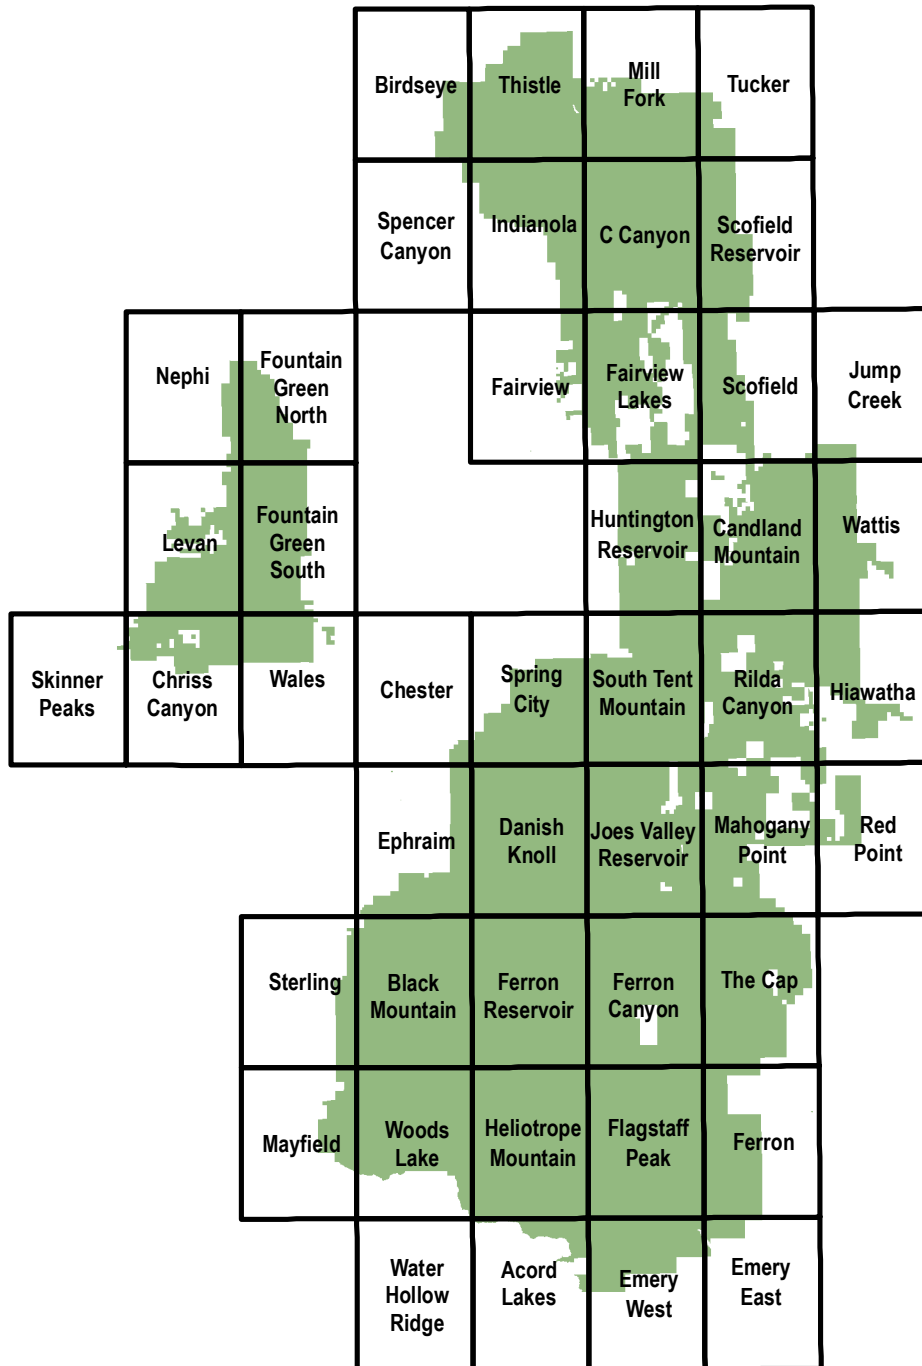 Birdseye
Thistle
Mill
Fork
Tucker
Spencer
Canyon
Indianola
C Canyon
Scofield
Reservoir
Nephi
Fountain
Green
North
Fairview
Fairview
Lakes
Scofield
Jump
Creek
Levan
Fountain
Green
South
Huntington
Reservoir
Candland
Mountain
Wattis
Skinner
Peaks
Chriss
Canyon
Wales
Chester
Spring
City
South Tent
Mountain
Rilda
Canyon
Hiawatha
Ephraim
Danish
Knoll
Joes Valley
Reservoir
Mahogany
Point
Red
Point
Sterling
Black
Mountain
Ferron
Reservoir
Ferron
Canyon
The Cap
Mayfield
Woods
Lake
Heliotrope
Mountain
Flagstaff
Peak
Ferron
Water
Hollow
Ridge
Acord
Lakes
Emery
West
Emery
East